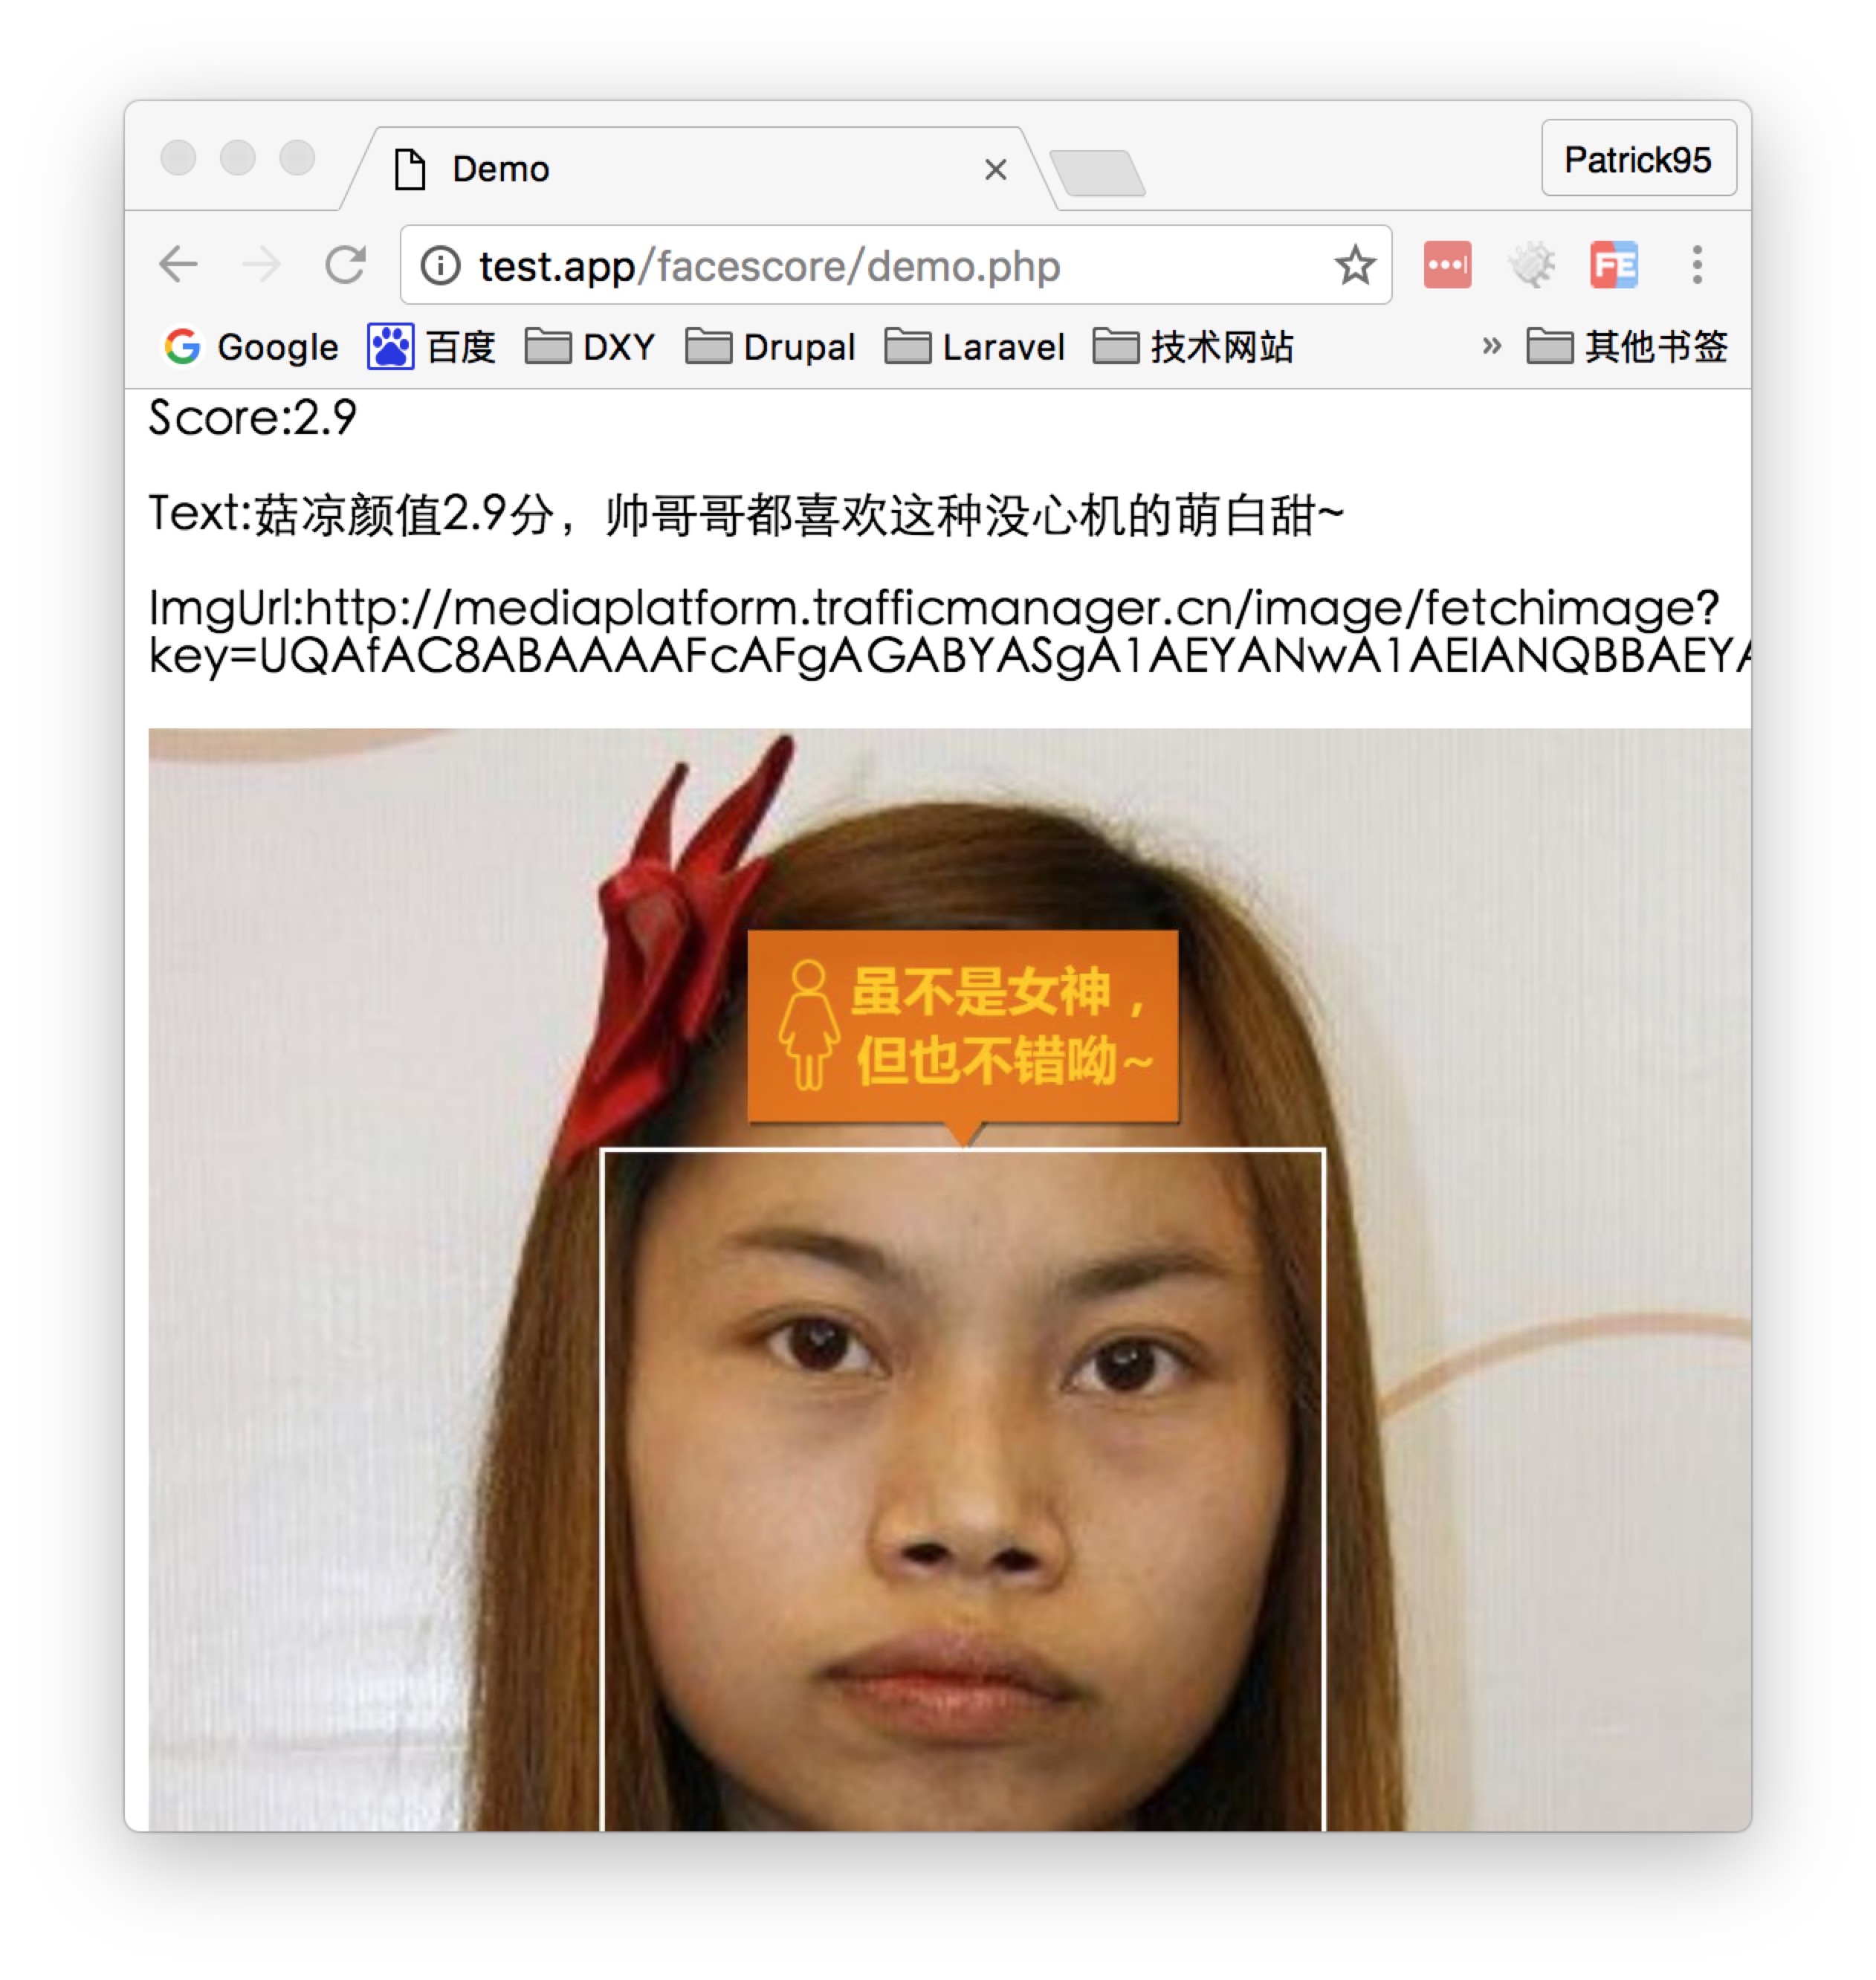 Demo
Patrick95
test.app/facescore/demo.php
Google 百度 DXY Drupal Laravel 技术网站 » 其他书签
Score:2.9
Text:菇凉颜值2.9分，帅哥哥都喜欢这种没心机的萌白甜~
ImgUrl:http://mediaplatform.trafficmanager.cn/image/fetchimage?
key=UQAfAC8ABAAAAFcAFgAGABYASgA1AEYANwA1AEIANQBBAEYA
虽不是女神，
但也不错呦~